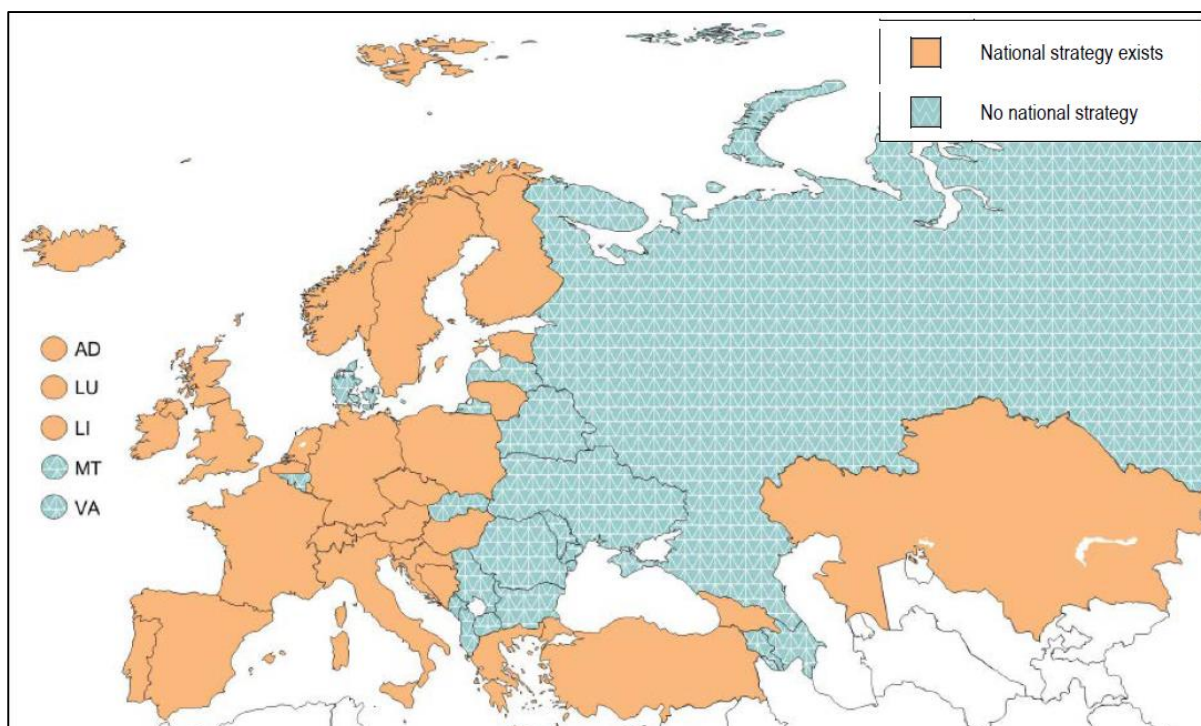 National strategy exists
No national strategy
AD
LU
LI
MT
VA